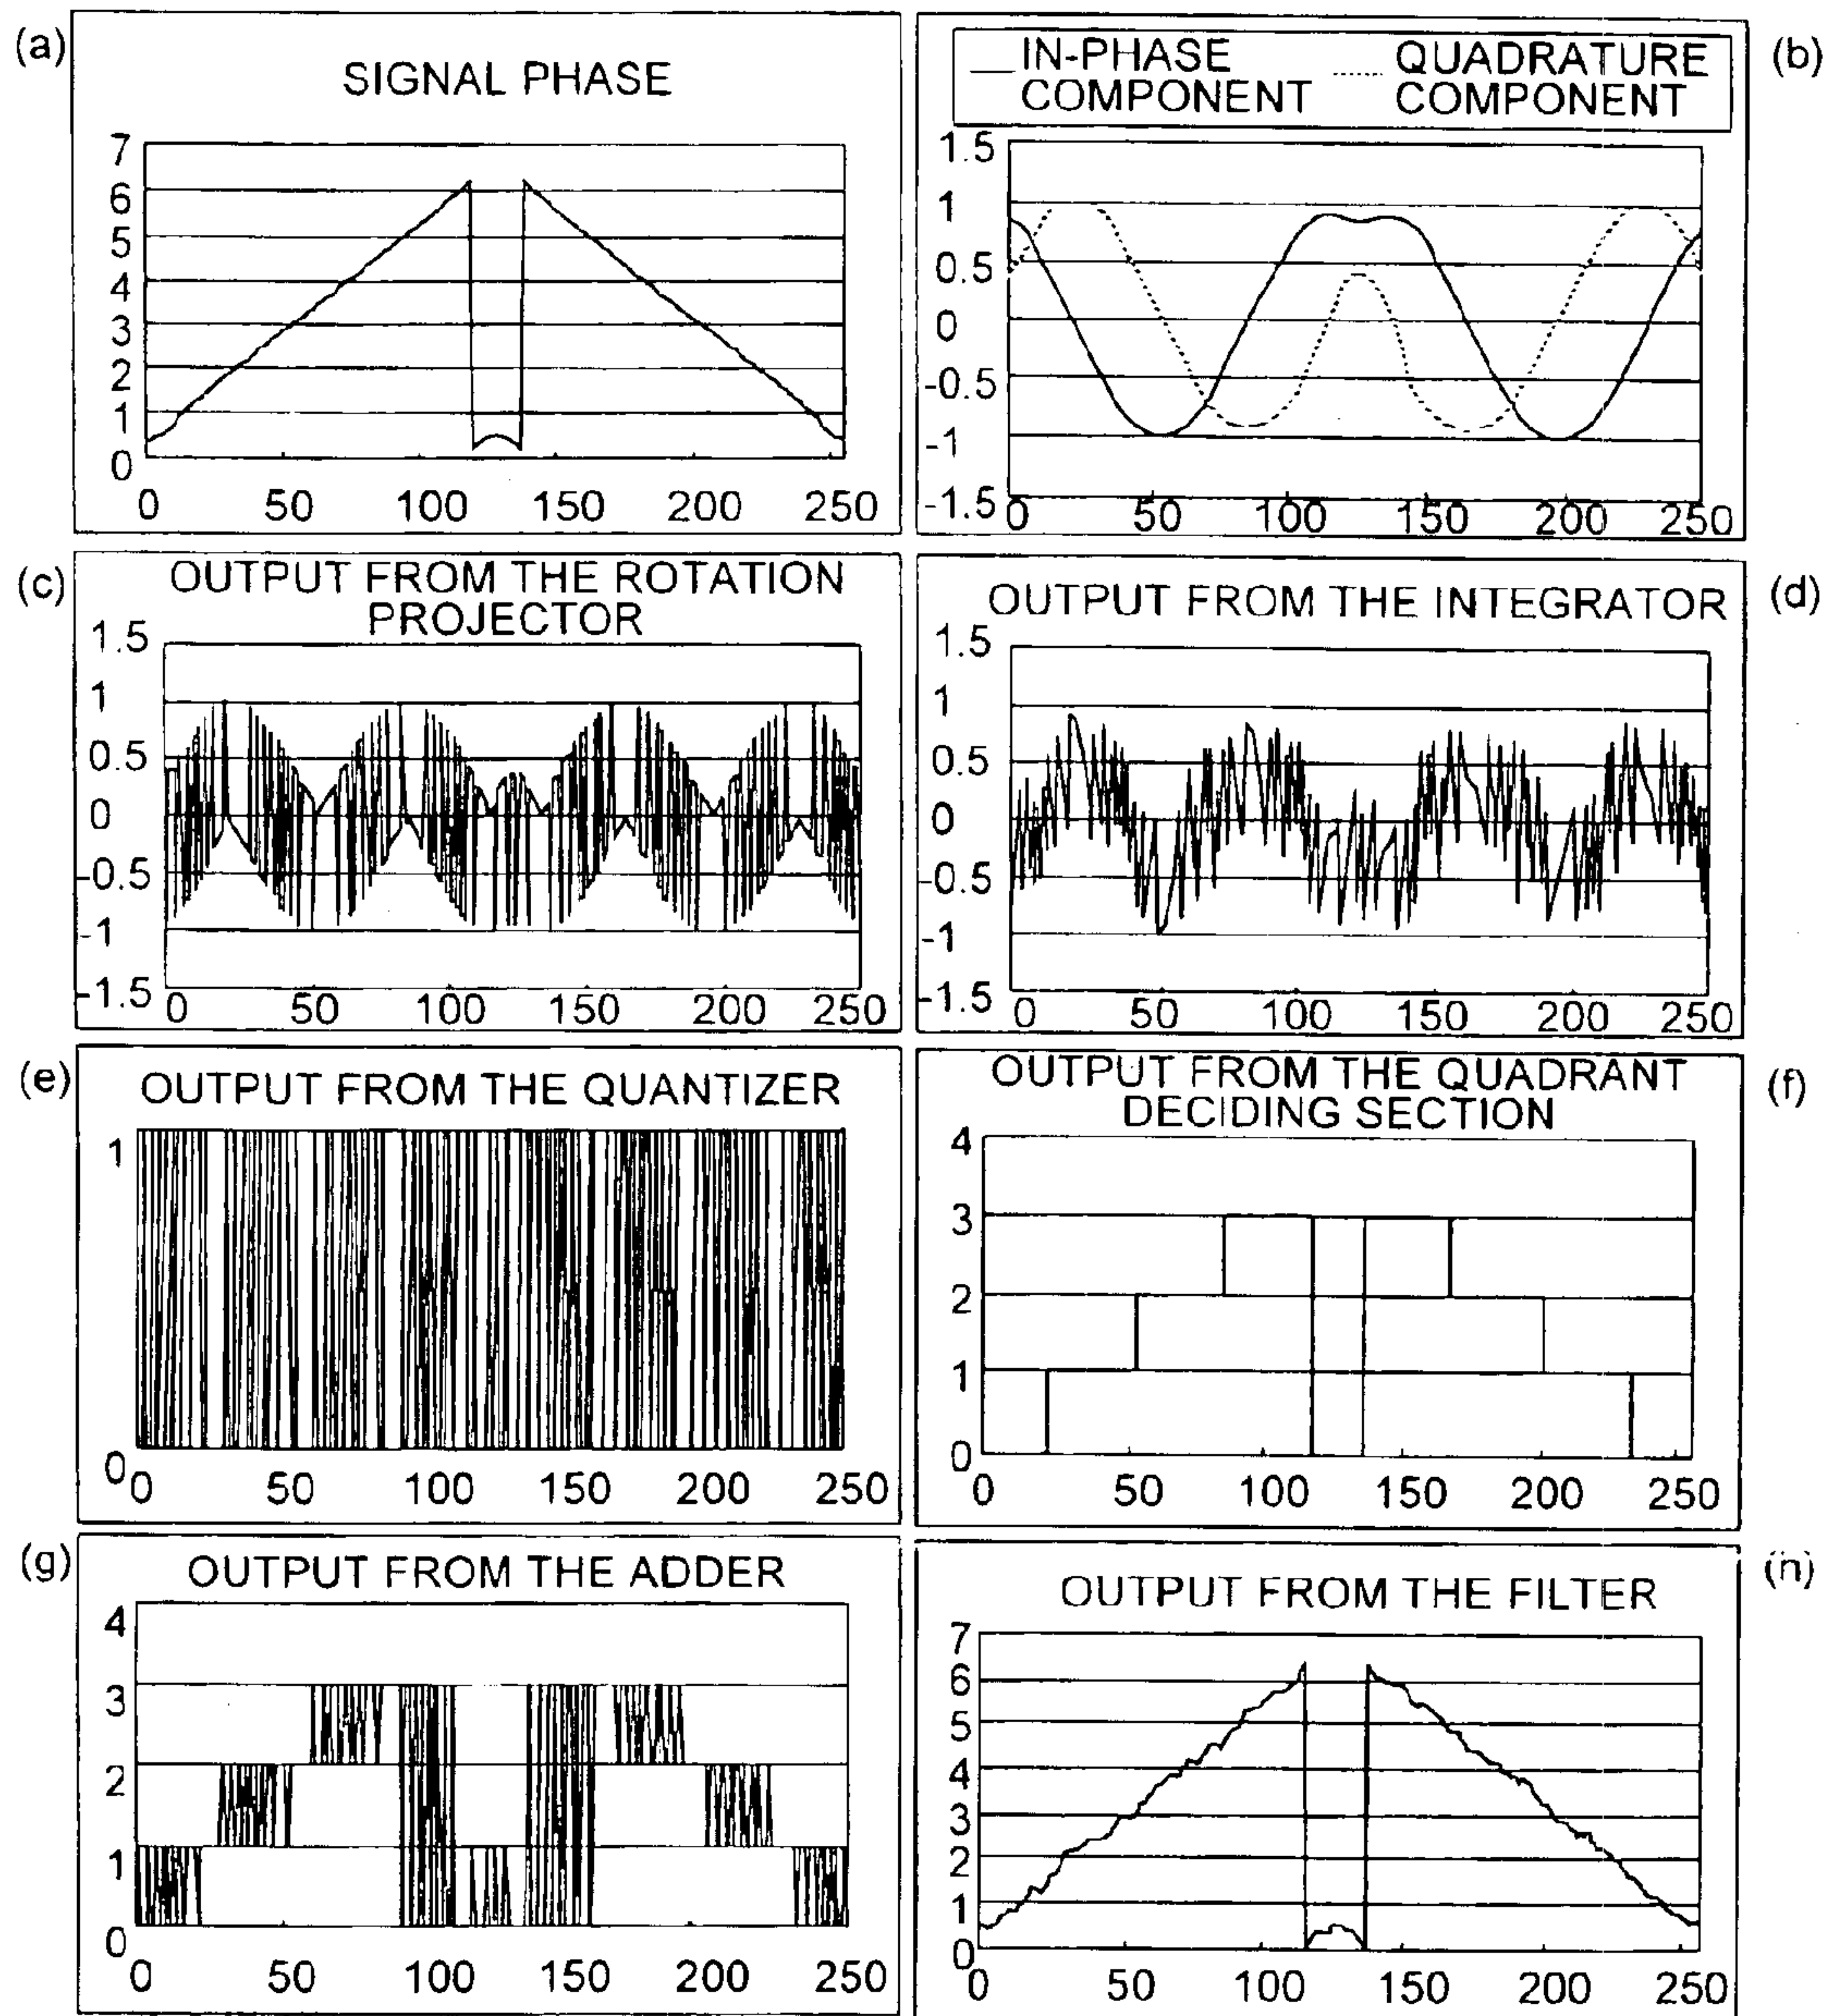 (a)
SIGNAL PHASE
7
6
5
4
3
2
1
0
0 50 100 150 200 250
(b)
IN-PHASE COMPONENT
QUADRATURE COMPONENT
1.5
1
0.5
0
-0.5
-1
-1.5
0 50 100 150 200 250
(c)
OUTPUT FROM THE ROTATION
PROJECTOR
1.5
1
0.5
0
-0.5
-1
-1.5
0 50 100 150 200 250
(d)
OUTPUT FROM THE INTEGRATOR
1.5
1
0.5
0
-0.5
-1
-1.5
0 50 100 150 200 250
(e)
OUTPUT FROM THE QUANTIZER
1
0
0 50 100 150 200 250
(f)
OUTPUT FROM THE QUADRANT
DECIDING SECTION
4
3
2
1
0
0 50 100 150 200 250
(g)
OUTPUT FROM THE ADDER
4
3
2
1
0
0 50 100 150 200 250
(h)
OUTPUT FROM THE FILTER
7
6
5
4
3
2
1
0
0 50 100 150 200 250